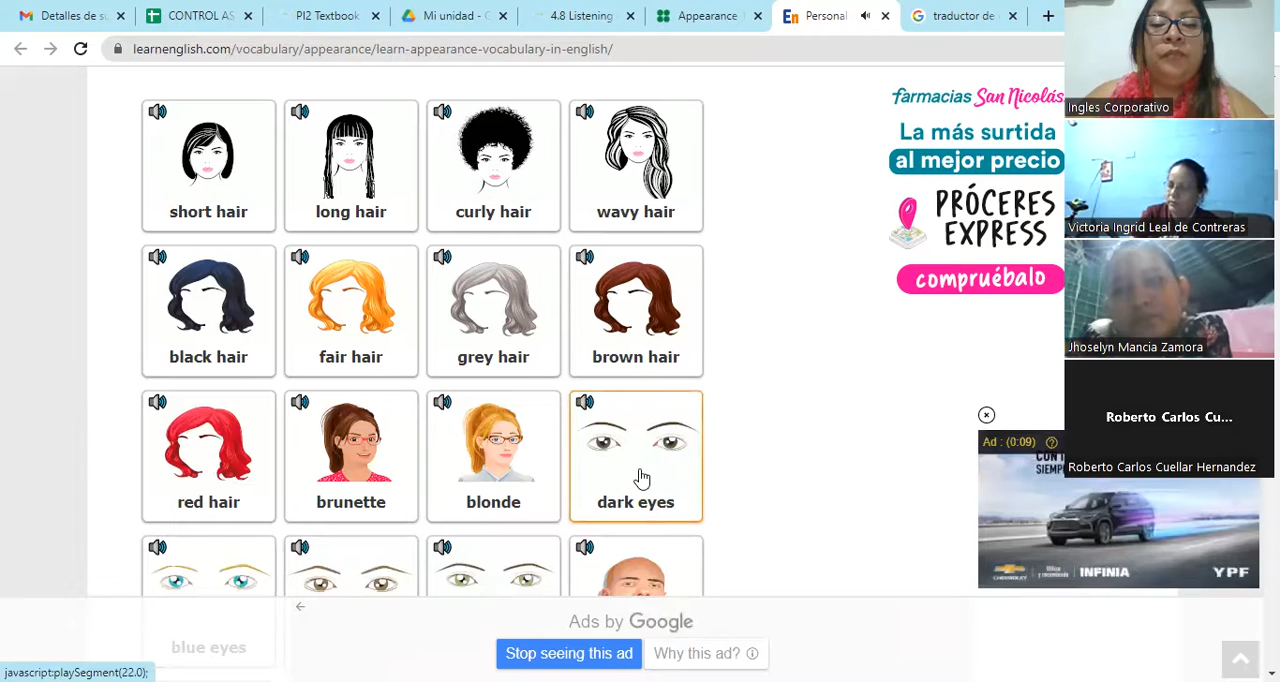 Detalles de su
CONTROL AS
PI2 Textbook
Mi unidad - G
4.8 Listening
Appearance
En Personal
traductor de
learnenglish.com/vocabulary/appearance/learn-appearance-vocabulary-in-english/
short hair
long hair
curly hair
wavy hair
black hair
fair hair
grey hair
brown hair
red hair
brunette
blonde
dark eyes
blue eyes
farmacias San Nicolás
La más surtida
al mejor precio
PRÓCERES
EXPRESS
compruébalo
Ad : (0:09)
SIEMP
CHEVROLET
INFINIA
YPF
Ads by Google
Stop seeing this ad
Why this ad?
javascript:playSegment(22.0);
Ingles Corporativo
Victoria Ingrid Leal de Contreras
Jhoselyn Mancia Zamora
Roberto Carlos Cu...
Roberto Carlos Cuellar Hernandez